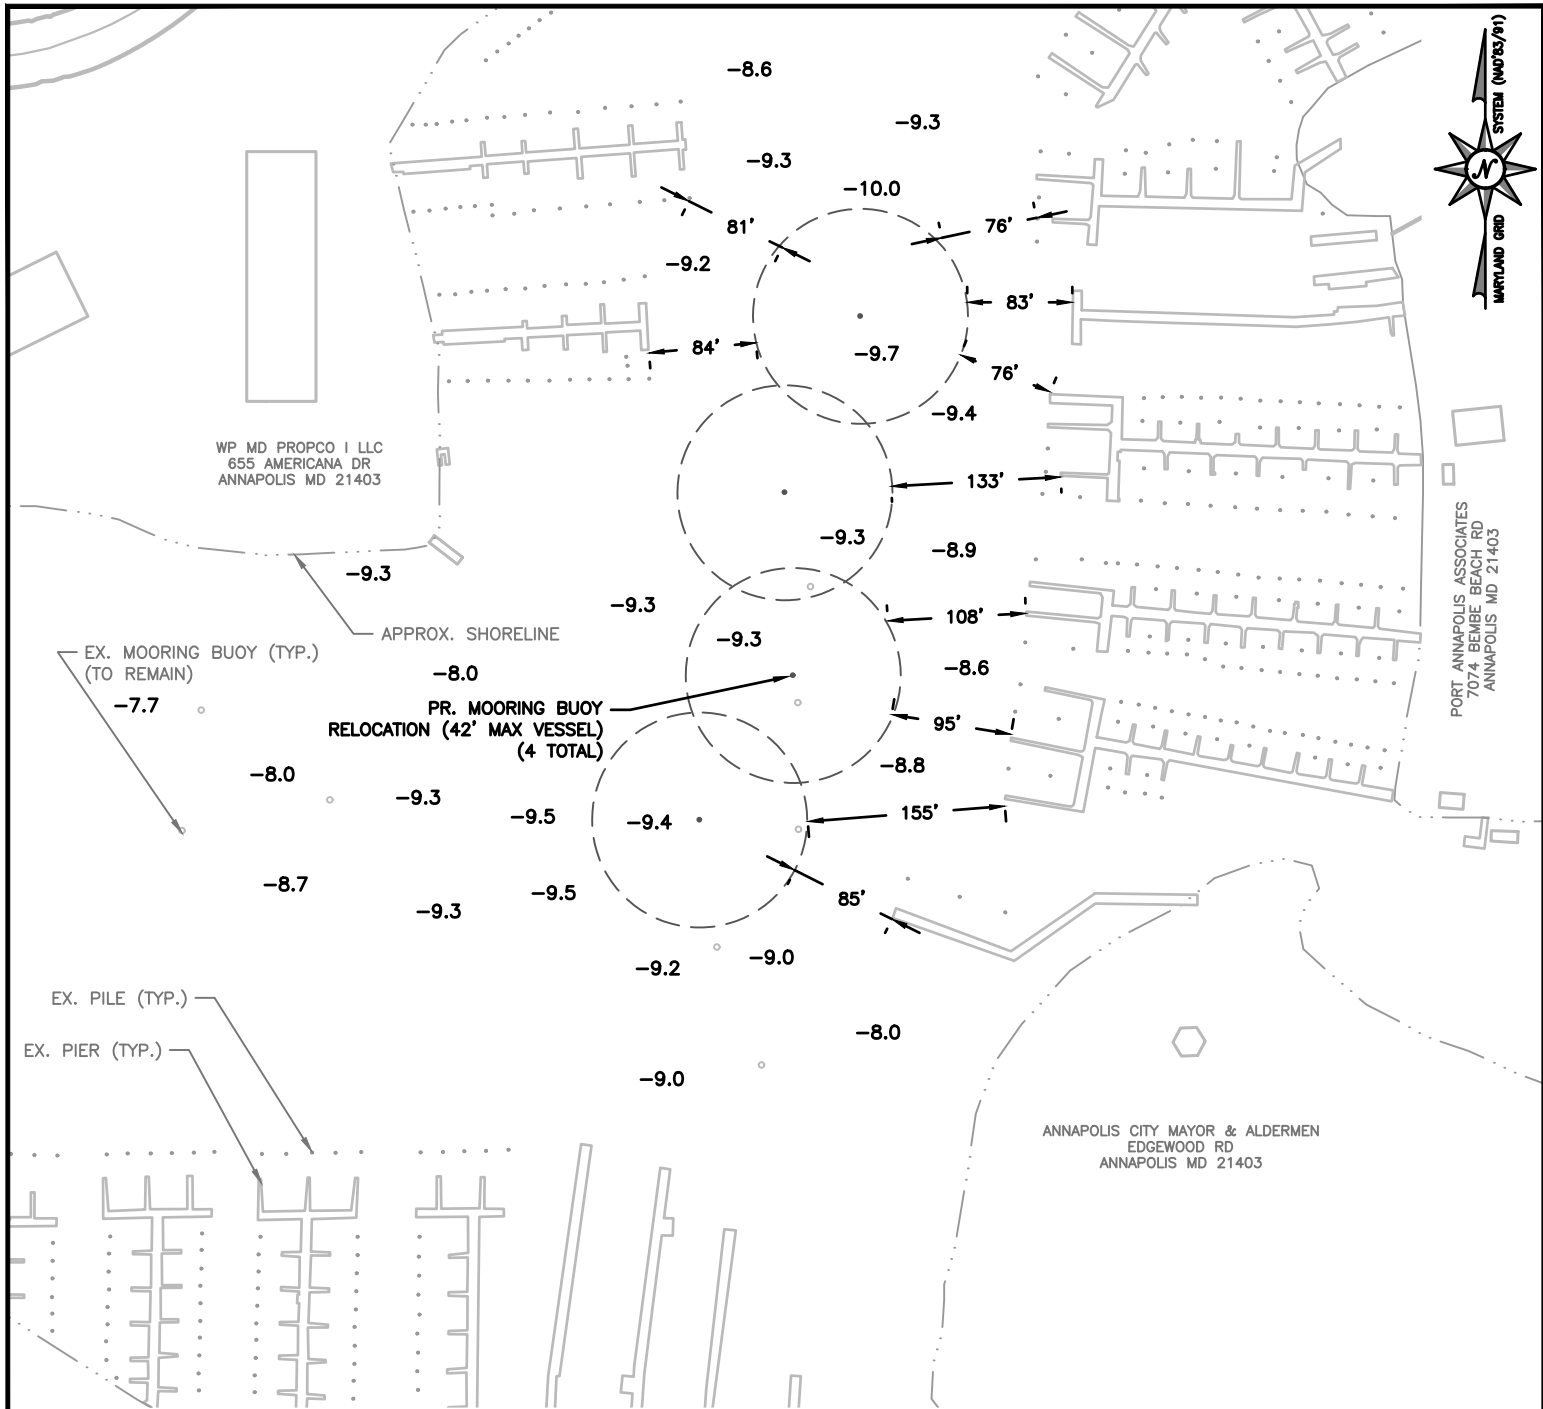 -8.6
-9.3
-9.3
-10.0
81'
76'
-9.2
83'
84'
-9.7
76'
-9.4
WP MD PROPCO I LLC
655 AMERICANA DR
ANNAPOLIS MD 21403
133'
-9.3
-8.9
-9.3
-9.3
108'
APPROX. SHORELINE
-9.3
EX. MOORING BUOY (TYP.)
(TO REMAIN)
-8.0
-8.6
-7.7
PR. MOORING BUOY
RELOCATION (42' MAX VESSEL)
(4 TOTAL)
95'
-8.8
-8.0
-9.3
-9.5
-9.4
155'
-8.7
-9.3
-9.5
85'
-9.2
-9.0
EX. PILE (TYP.)
-8.0
EX. PIER (TYP.)
-9.0
ANNAPOLIS CITY MAYOR & ALDERMEN
EDGEWOOD RD
ANNAPOLIS MD 21403
PORT ANNAPOLIS ASSOCIATES
7074 BEMBE BEACH RD
ANNAPOLIS MD 21403
MARYLAND GRID
N
SYSTEM (NAD'83/91)